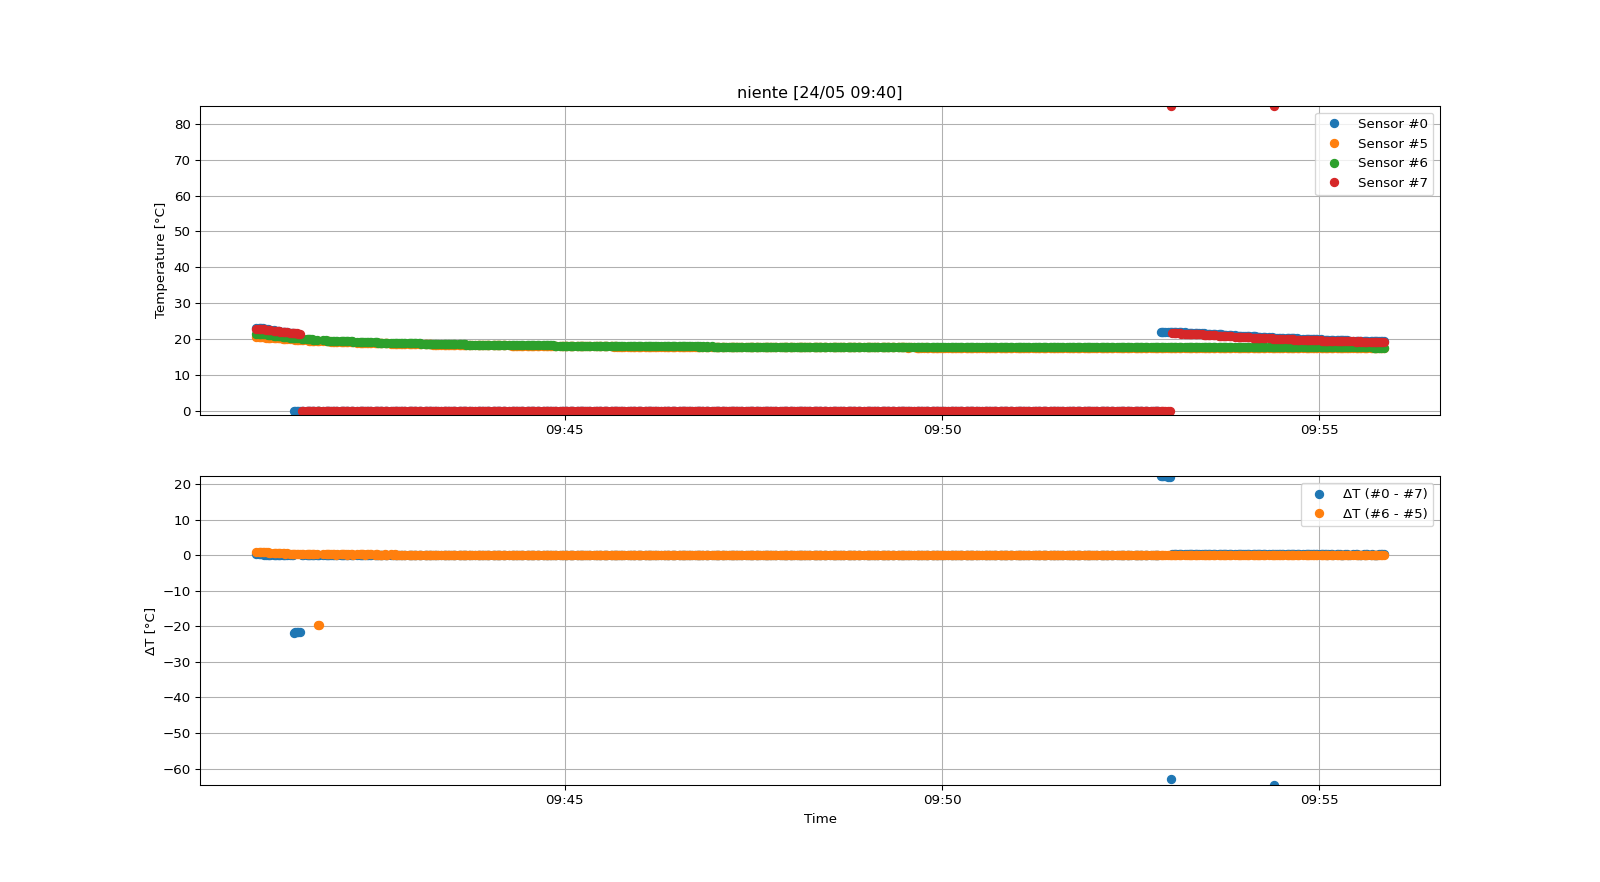 niente [24/05 09:40]
Temperature [°C]
80
70
60
50
40
30
20
10
0
Sensor #0
Sensor #5
Sensor #6
Sensor #7
09:45
09:50
09:55
ΔT [°C]
20
10
0
−10
−20
−30
−40
−50
−60
ΔT (#0 - #7)
ΔT (#6 - #5)
09:45
09:50
09:55
Time